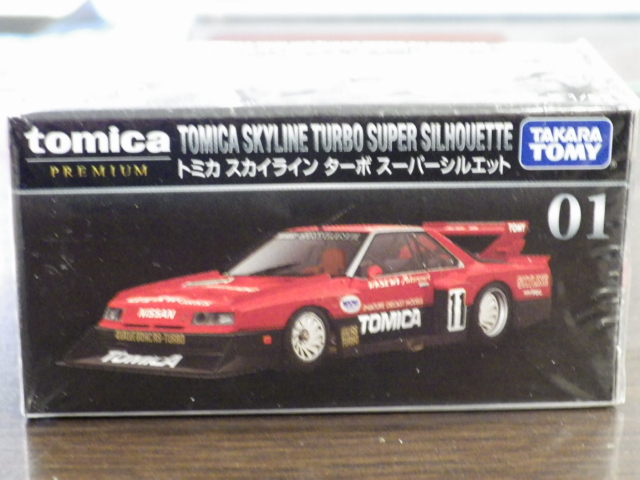 tomica
PREMIUM
TOMICA SKYLINE TURBO SUPER SILHOUETTE
トミカ スカイライン ターボ スーパーシルエット
TAKARA
TOMY
01
TOMY
NISSAN
TOMICA
11
TOMICA